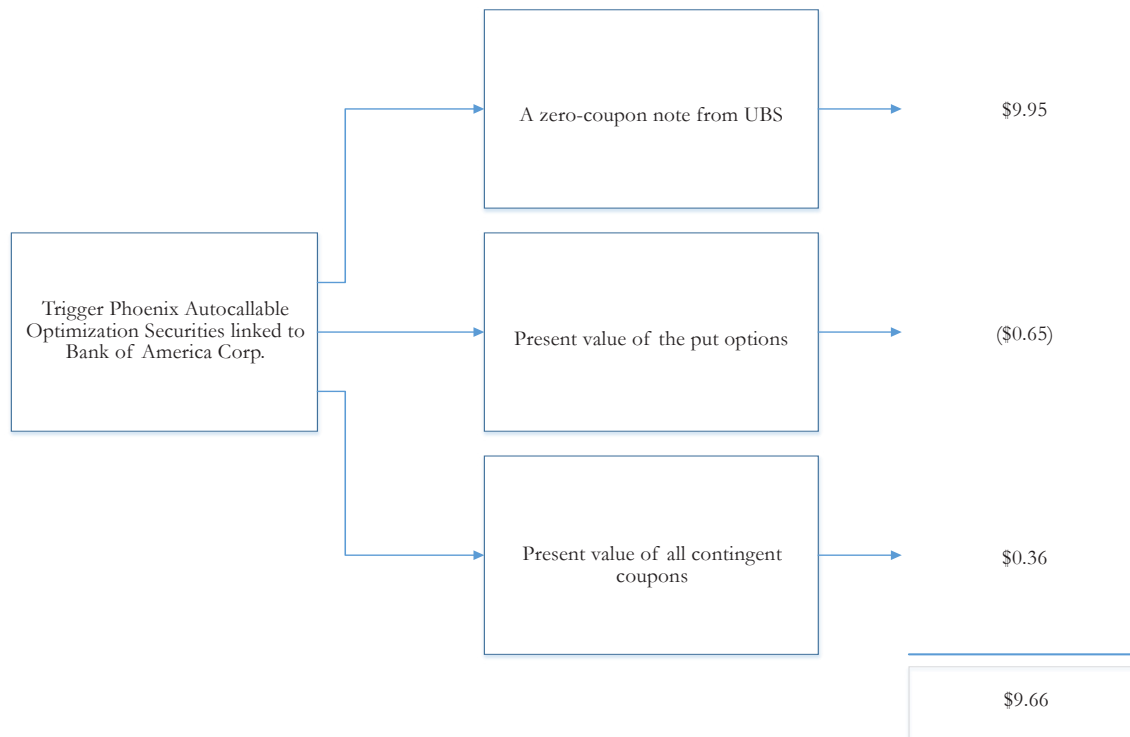 A zero-coupon note from UBS
$9.95
Trigger Phoenix Autocallable
Optimization Securities linked to
Bank of America Corp.
Present value of the put options
($0.65)
Present value of all contingent
coupons
$0.36
$9.66